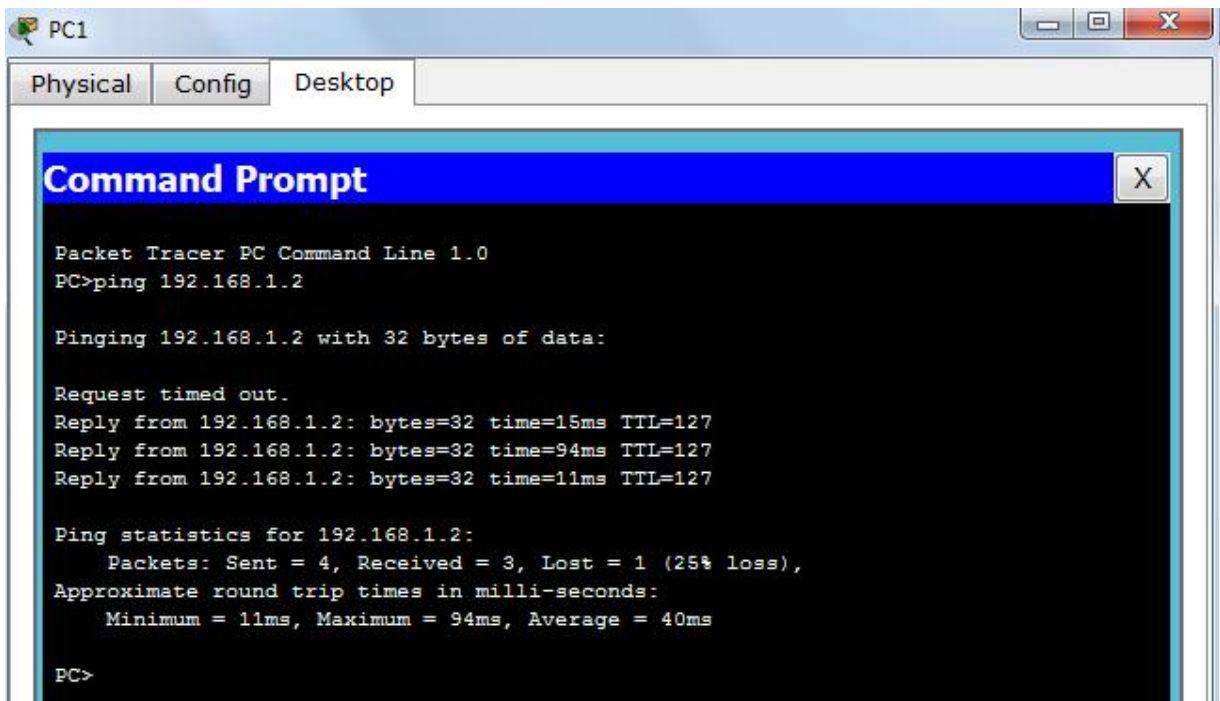 PC1
X
Physical Config Desktop
Command Prompt X
Packet Tracer PC Command Line 1.0
PC>ping 192.168.1.2
Pinging 192.168.1.2 with 32 bytes of data:
Request timed out.
Reply from 192.168.1.2: bytes=32 time=15ms TTL=127
Reply from 192.168.1.2: bytes=32 time=94ms TTL=127
Reply from 192.168.1.2: bytes=32 time=11ms TTL=127
Ping statistics for 192.168.1.2:
Packets: Sent = 4, Received = 3, Lost = 1 (25% loss),
Approximate round trip times in milli-seconds:
Minimum = 11ms, Maximum = 94ms, Average = 40ms
PC>